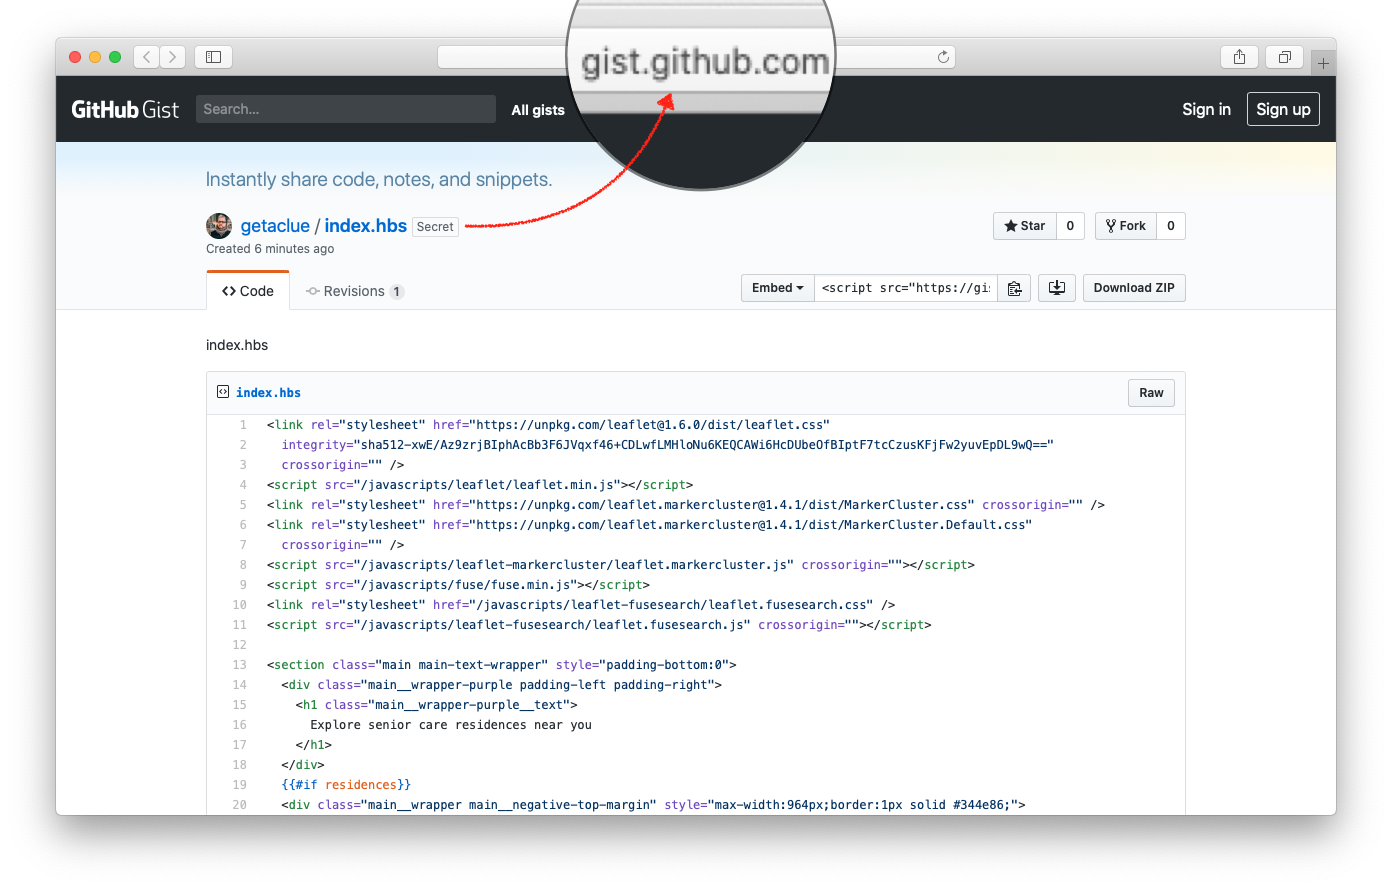 gist.github.com
GitHub Gist
Search...
All gists
Sign in
Sign up
Instantly share code, notes, and snippets.
getaclue / index.hbs Secret
Created 6 minutes ago
Star 0
Fork 0
Code
Revisions 1
Embed
<script src="https://gi
Download ZIP
index.hbs
index.hbs
Raw
1 <link rel="stylesheet" href="https://unpkg.com/leaflet@1.6.0/dist/leaflet.css"
2 integrity="sha512-xwE/Az9zrjBIphAcBb3F6JVqxf46+CDLwfLMHloNu6KEQCAWi6HcDUbeOfBIptF7tcCzusKFjFw2yuvEpDL9wQ=="
3 crossorigin="" />
4 <script src="/javascripts/leaflet/leaflet.min.js"></script>
5 <link rel="stylesheet" href="https://unpkg.com/leaflet.markercluster@1.4.1/dist/MarkerCluster.css" crossorigin="" />
6 <link rel="stylesheet" href="https://unpkg.com/leaflet.markercluster@1.4.1/dist/MarkerCluster.Default.css"
7 crossorigin="" />
8 <script src="/javascripts/leaflet-markercluster/leaflet.markercluster.js" crossorigin=""></script>
9 <script src="/javascripts/fuse/fuse.min.js"></script>
10 <link rel="stylesheet" href="/javascripts/leaflet-fusesearch/leaflet.fusesearch.css" />
11 <script src="/javascripts/leaflet-fusesearch/leaflet.fusesearch.js" crossorigin=""></script>
12
13 <section class="main main-text-wrapper" style="padding-bottom:0">
14 <div class="main__wrapper-purple padding-left padding-right">
15 <h1 class="main__wrapper-purple__text">
16 Explore senior care residences near you
17 </h1>
18 </div>
19 {{#if residences}}
20 <div class="main__wrapper main__negative-top-margin" style="max-width:964px;border:1px solid #344e86;">